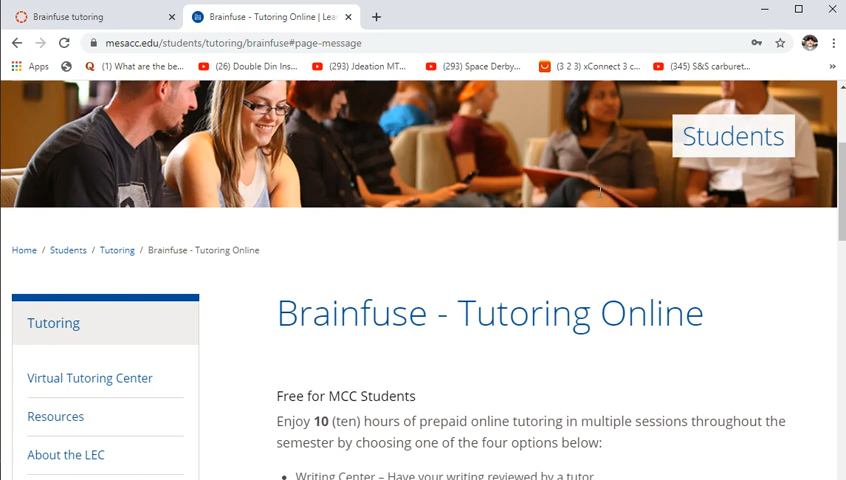 Brainfuse tutoring
Brainfuse - Tutoring Online | Lea
mesacc.edu/students/tutoring/brainfuse#page-message
Apps
(1) What are the be...
(26) Double Din Ins...
(293) Jdeation MT...
(293) Space Derby...
(3 2 3) xConnect 3 c...
(345) S&S carburet...
Students
Home / Students / Tutoring / Brainfuse - Tutoring Online
Tutoring
Virtual Tutoring Center
Resources
About the LEC
Brainfuse - Tutoring Online
Free for MCC Students
Enjoy 10 (ten) hours of prepaid online tutoring in multiple sessions throughout the
semester by choosing one of the four options below:
• Writing Center – Have your writing reviewed by a tutor